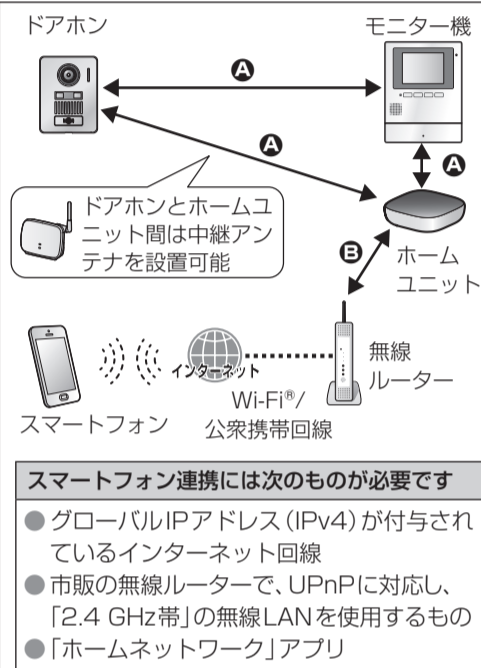 ドアホン
モニター機
A
A
A
ドアホンとホームユ
ニット間は中継アン
テナを設置可能
B
ホーム
ユニット
無線
ルーター
インターネット
Wi-Fi®/
公衆携帯回線
スマートフォン
スマートフォン連携には次のものが必要です
● グローバルIPアドレス(IPv4)が付与され
ているインターネット回線
● 市販の無線ルーターで、UPnPに対応し、
「2.4 GHz帯」の無線LANを使用するもの
● 「ホームネットワーク」アプリ